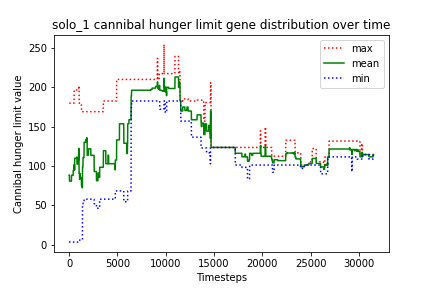 solo_1 cannibal hunger limit gene distribution over time
max
mean
min
Cannibal hunger limit value
250
200
150
100
50
0
0 5000 10000 15000 20000 25000 30000
Timesteps